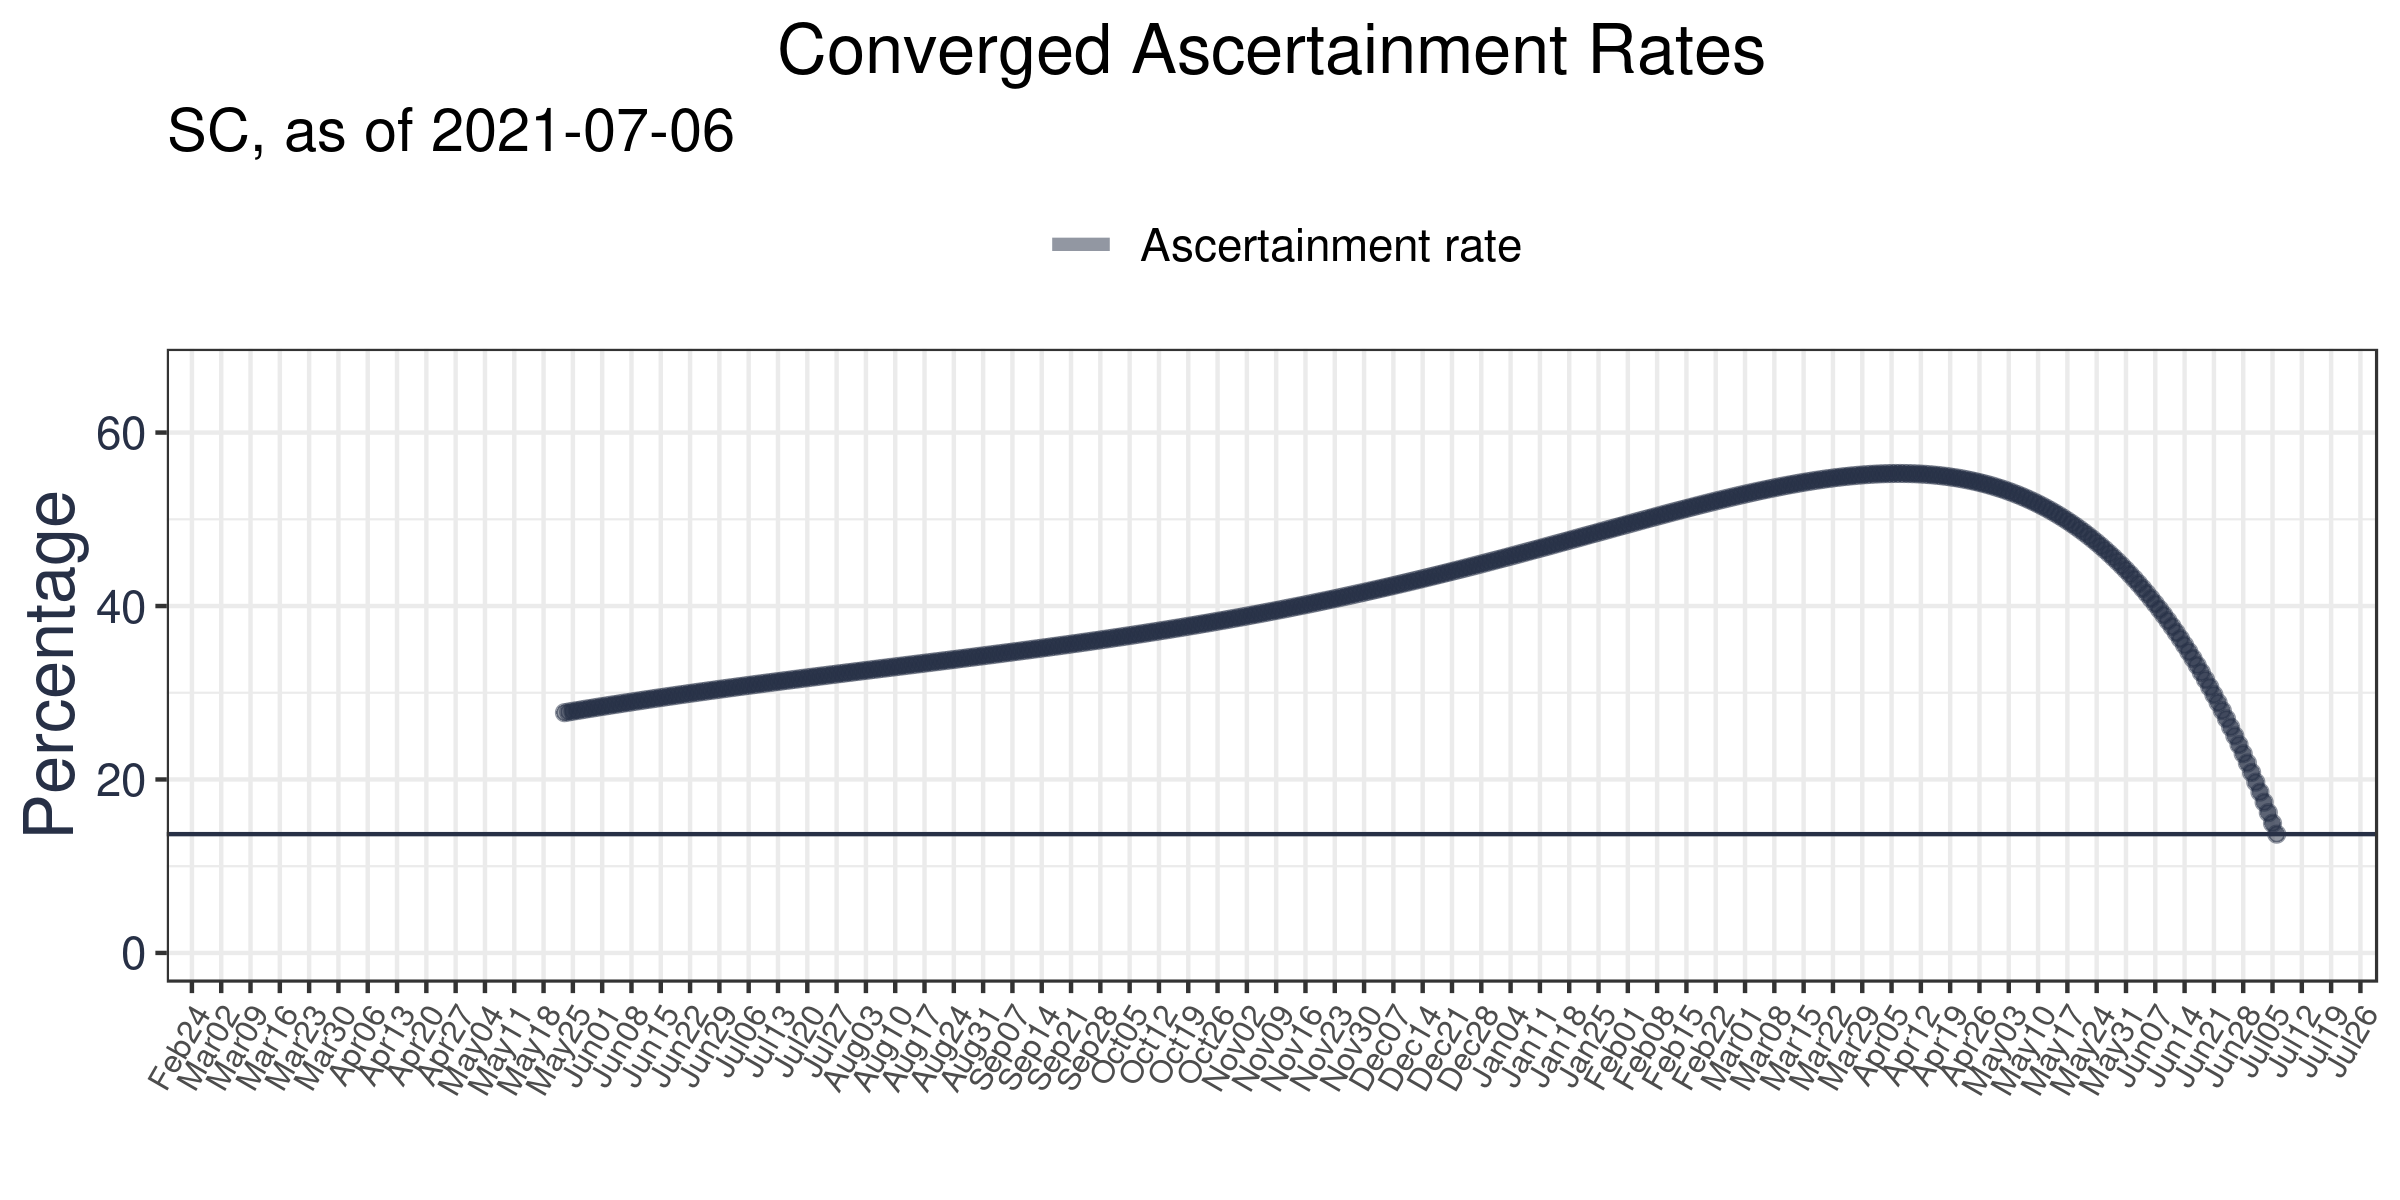 Converged Ascertainment Rates
SC, as of 2021-07-06
Ascertainment rate
Percentage
60
40
20
0
Feb24 Mar02 Mar09 Mar16 Mar23 Mar30 Apr06 Apr13 Apr20 Apr27 May04 May11 May18 May25 Jun01 Jun08 Jun15 Jun22 Jun29 Jul06 Jul13 Jul20 Jul27 Aug03 Aug10 Aug17 Aug24 Aug31 Sep07 Sep14 Sep21 Sep28 Oct05 Oct12 Oct19 Oct26 Nov02 Nov09 Nov16 Nov23 Nov30 Dec07 Dec14 Dec21 Dec28 Jan04 Jan11 Jan18 Jan25 Feb01 Feb08 Feb15 Feb22 Mar01 Mar08 Mar15 Mar22 Mar29 Apr05 Apr12 Apr19 Apr26 May03 May10 May17 May24 May31 Jun07 Jun14 Jun21 Jun28 Jul05 Jul12 Jul19 Jul26